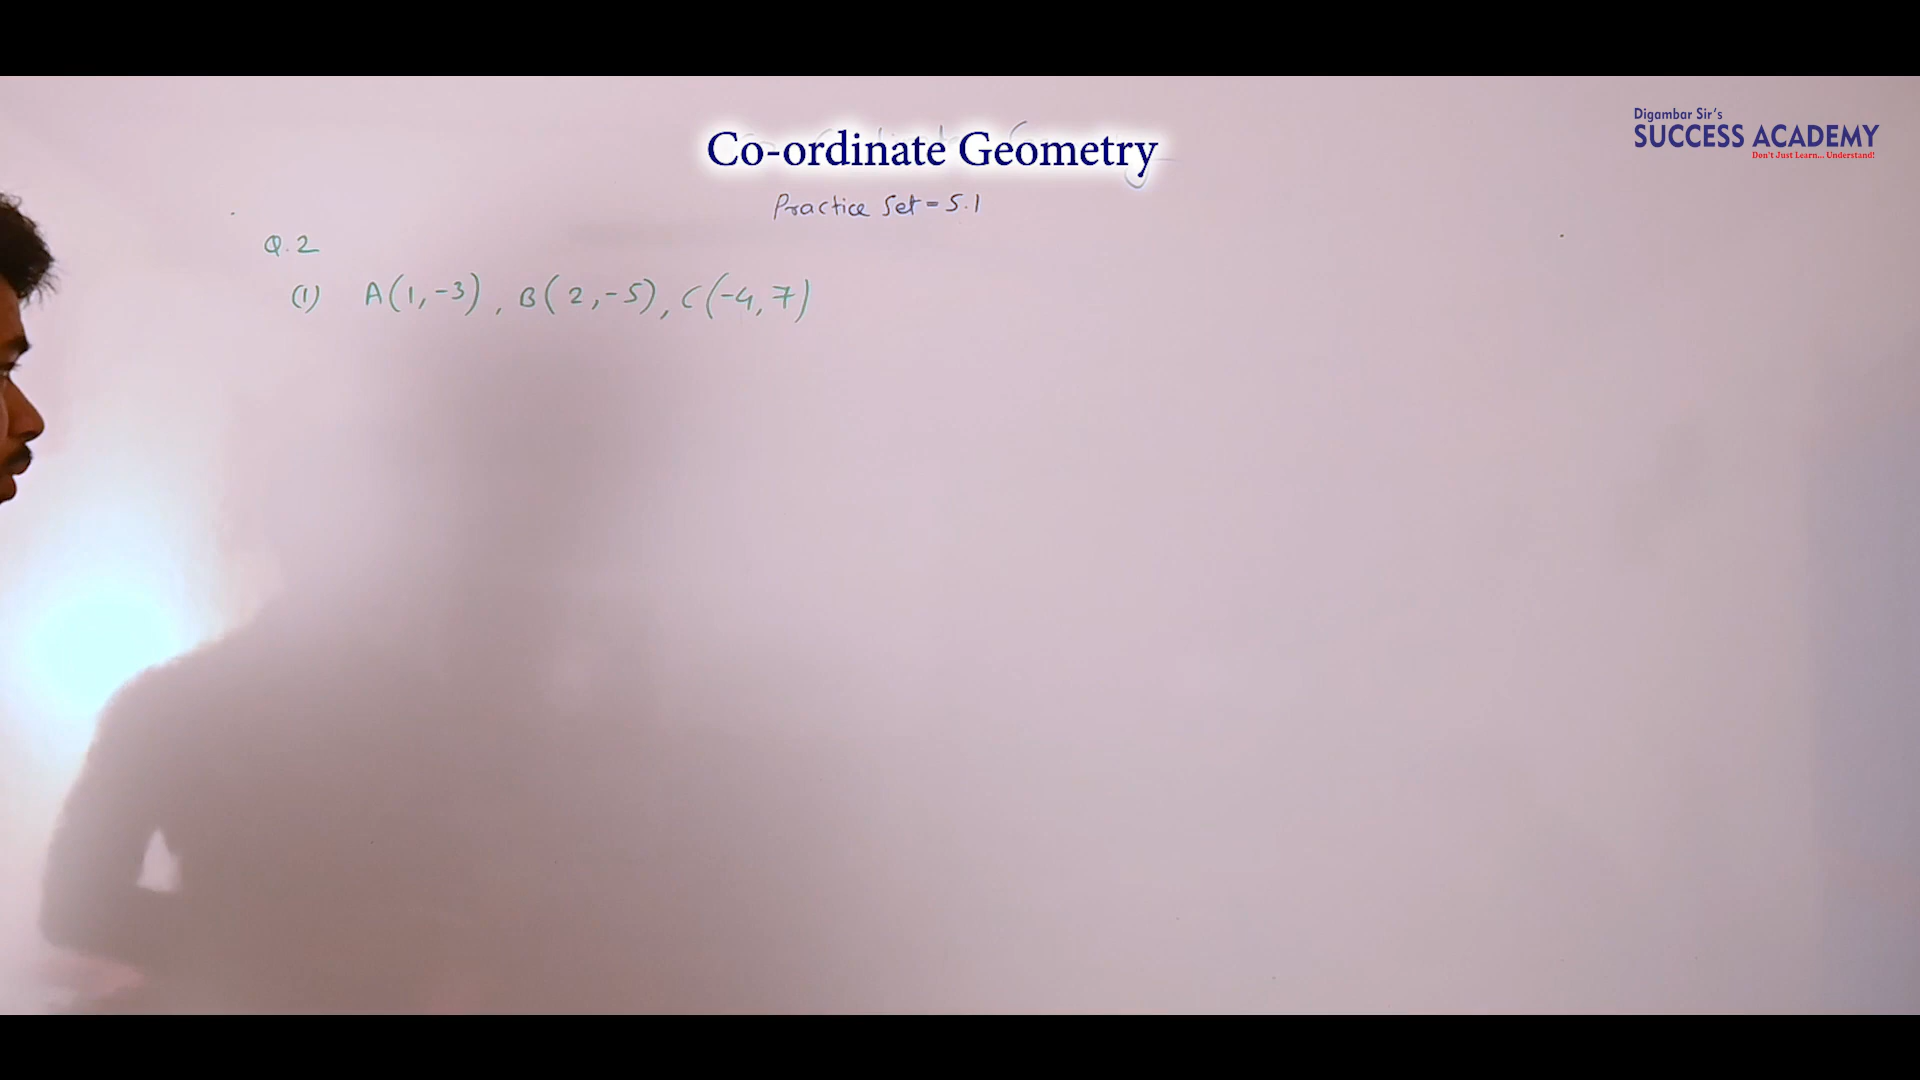 Digambar Sir's
SUCCESS ACADEMY
Don't Just Learn... Understand!
Co-ordinate Geometry
Practice Set = 5.1
Q.2
(1) A(1,-3), B(2,-5), C(-4,7)